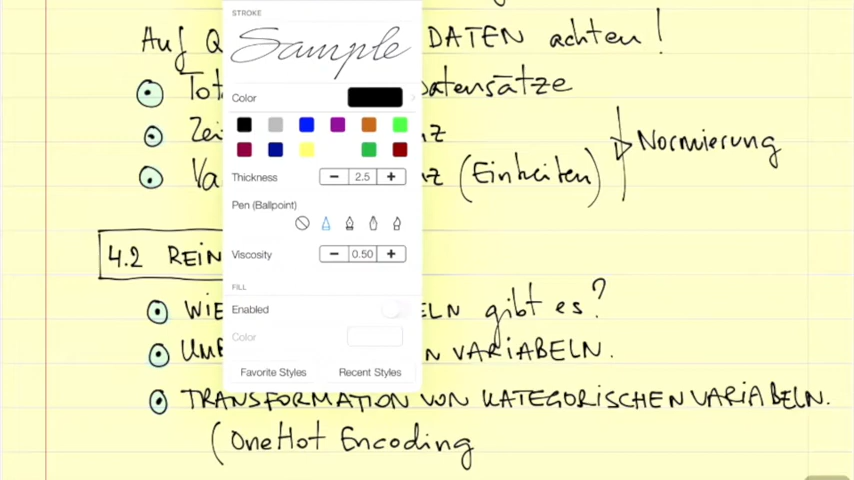 STROKE
Sample
Auf Q DATEN achten!
Color
Tot Datensätze
Zei z
Normierung
Va z (Einheiten)
Thickness
2.5
Pen (Ballpoint)
4.2 REIN
Viscosity
0.50
FILL
Enabled
WIE ELN gibt es?
Color
UMB N VARIABELN.
Favorite Styles Recent Styles
TRANSFORMATION VON KATEGORISCHEN VARIABELN.
(OneHot Encoding